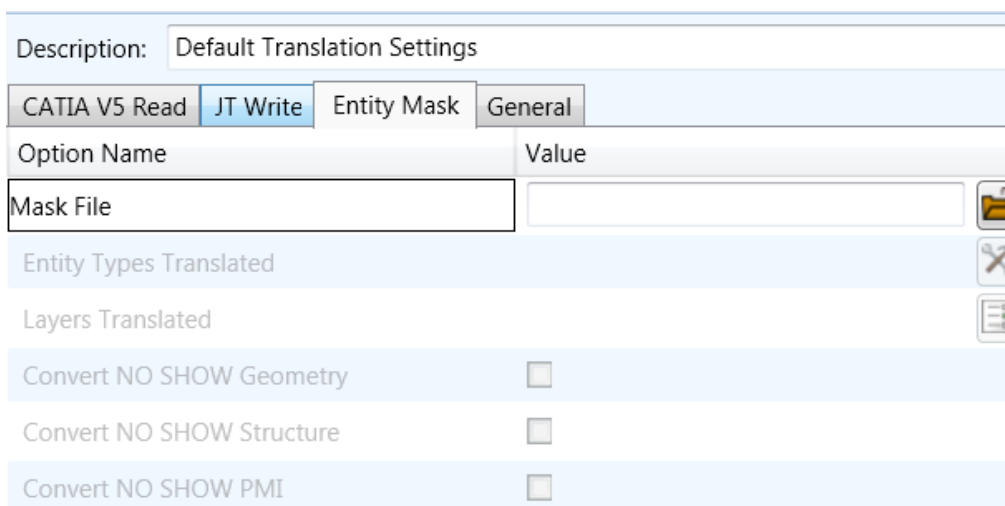 Description: Default Translation Settings
CATIA V5 Read JT Write Entity Mask General
Option Name Value
Mask File
Entity Types Translated
Layers Translated
Convert NO SHOW Geometry
Convert NO SHOW Structure
Convert NO SHOW PMI